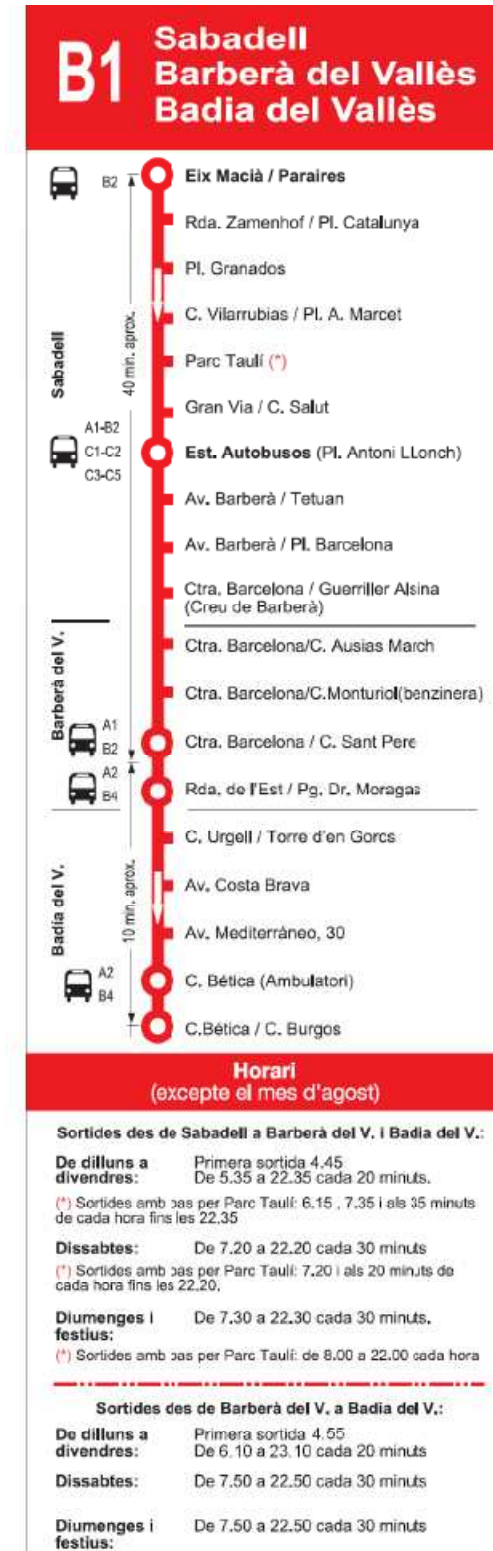 B1
Sabadell
Barberà del Vallès
Badia del Vallès
B2
Eix Macià / Paraires
Rda. Zamenhof / Pl. Catalunya
Pl. Granados
C. Vilarrubias / Pl. A. Marcet
Parc Taulí (*)
Gran Via / C. Salut
Sabadell
40 min. aprox.
A1-B2
C1-C2
C3-C5
Est. Autobusos (Pl. Antoni LLonch)
Av. Barberà / Tetuan
Av. Barberà / Pl. Barcelona
Ctra. Barcelona / Guerriller Alsina
(Creu de Barberà)
Barberà del V.
Ctra. Barcelona/C. Ausias March
Ctra. Barcelona/C.Monturiol(benzinera)
A1
B2
Ctra. Barcelona / C. Sant Pere
A2
B4
Rda. de l'Est / Pg. Dr. Moragas
Badia del V.
10 min. aprox.
C. Urgell / Torre d'en Gorcs
Av. Costa Brava
Av. Mediterràneo, 30
A2
B4
C. Bética (Ambulatori)
C.Bética / C. Burgos
Horari
(excepte el mes d'agost)
Sortides des de Sabadell a Barberà del V. i Badia del V.:
De dilluns a Primera sortida 4.45
divendres: De 5.35 a 22.35 cada 20 minuts.
(*) Sortides amb pas per Parc Taulí: 6.15 , 7.35 i als 35 minuts
de cada hora fins les 22.35
Dissabtes: De 7.20 a 22.20 cada 30 minuts
(*) Sortides amb pas per Parc Taulí: 7.20 i als 20 minuts de
cada hora fins les 22.20.
Diumenges i De 7.30 a 22.30 cada 30 minuts.
festius:
(*) Sortides amb pas per Parc Taulí: de 8.00 a 22.00 cada hora
Sortides des de Barberà del V. a Badia del V.:
De dilluns a Primera sortida 4.55
divendres: De 6.10 a 23.10 cada 20 minuts
Dissabtes: De 7.50 a 22.50 cada 30 minuts
Diumenges i De 7.50 a 22.50 cada 30 minuts
festius: